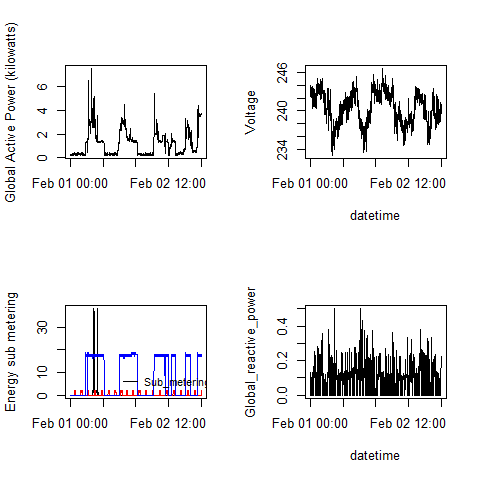 Global Active Power (kilowatts)
0 2 4 6
Feb 01 00:00 Feb 02 12:00
Voltage
234 240 246
Feb 01 00:00 Feb 02 12:00
datetime
Energy sub metering
0 10 30
Sub_metering
Feb 01 00:00 Feb 02 12:00
Global_reactive_power
0.0 0.2 0.4
Feb 01 00:00 Feb 02 12:00
datetime